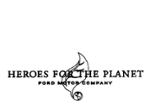 HEROES FOR THE PLANET
FORD MOTOR COMPANY